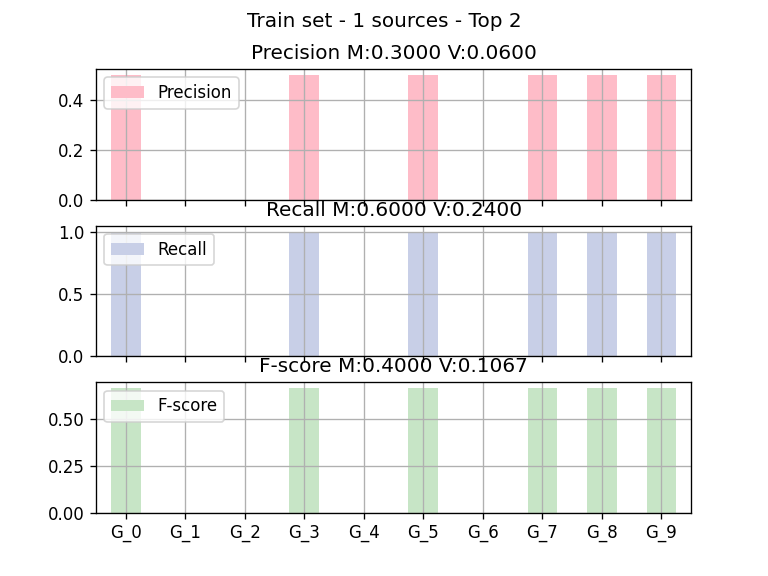 Train set - 1 sources - Top 2
Precision M:0.3000 V:0.0600
Precision
0.4
0.2
0.0
Recall M:0.6000 V:0.2400
Recall
1.0
0.5
0.0
F-score M:0.4000 V:0.1067
F-score
0.50
0.25
0.00
G_0 G_1 G_2 G_3 G_4 G_5 G_6 G_7 G_8 G_9